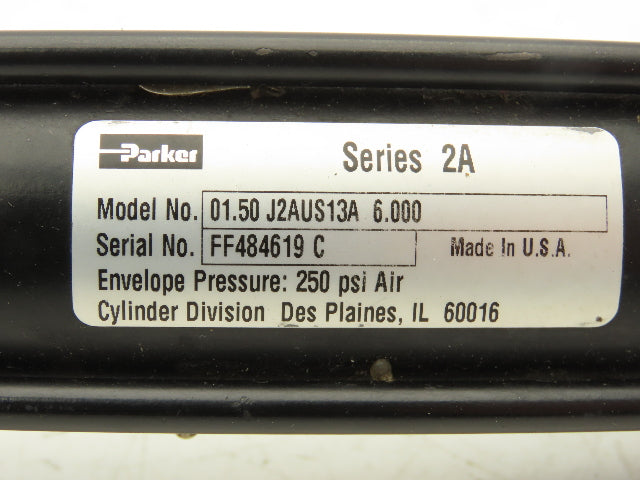 Parker Series 2A
Model No. 01.50 J2AUS13A 6.000
Serial No. FF484619 C Made In U.S.A.
Envelope Pressure: 250 psi Air
Cylinder Division Des Plaines, IL 60016